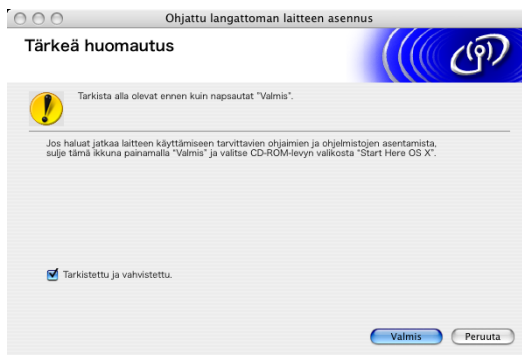 Ohjattu langattoman laitteen asennus
Tärkeä huomautus
Tarkista alla olevat ennen kuin napsautat "Valmis".
Jos haluat jatkaa laitteen käyttämiseen tarvittavien ohjaimien ja ohjelmistojen asentamista,
sulje tämä ikkuna painamalla "Valmis" ja valitse CD-ROM-levyn valikosta "Start Here OS X".
Tarkistettu ja vahvistettu.
Valmis
Peruuta